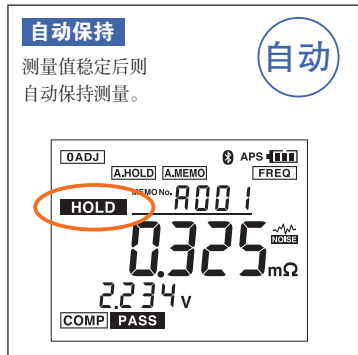 自动保持
自动
测量值稳定后则
自动保持测量。
0ADJ APS
A.HOLD A.MEMO FREQ
MEMO No. A001
HOLD
0.325 mΩ
NOISE
2.234 V
COMP PASS